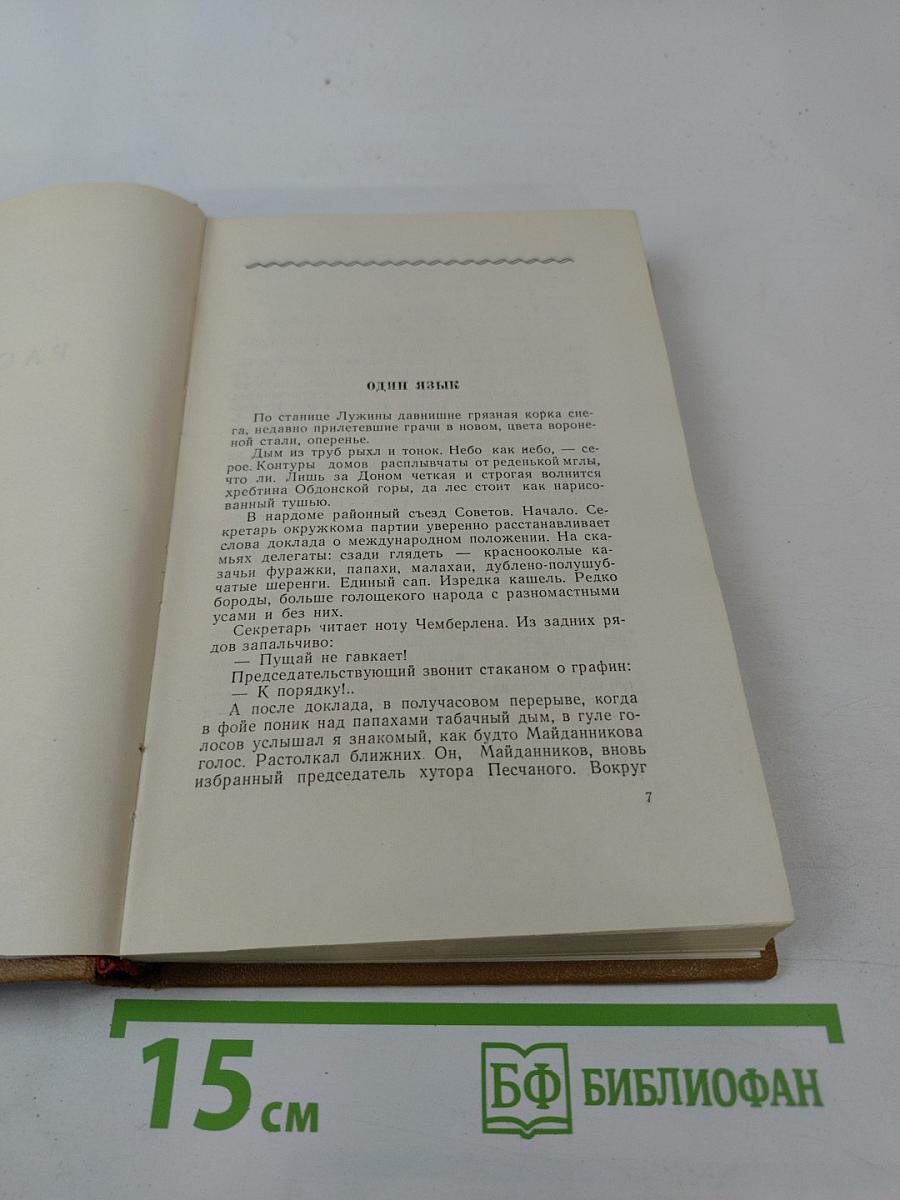 РАС
ОДИН ЯЗЫК
По станице Лужины давнишне грязная корка сне-
га, недавно прилетевшие грачи в новом, цвета вороне-
ной стали, оперенье.
Дым из труб рыхл и тонок. Небо как небо, — се-
рое. Контуры домов расплывчаты от реденькой мглы,
что ли. Лишь за Доном четкая и строгая волнится
хребтина Обдонской горы, да лес стоит как нарисо-
ванный тушью.
В нардоме районный съезд Советов. Начало. Се-
кретарь окружкома партии уверенно расстанавливает
слова доклада о международном положении. На ска-
мьях делегаты: сзади глядеть — краснооколые ка-
зачьи фуражки, папахи, малахаи, дублено-полушуб-
чатые шеренги. Единый сап. Изредка кашель. Редко
бороды, больше голощекого народа с разномастными
усами и без них.
Секретарь читает ноту Чемберлена. Из задних ря-
дов запальчиво:
— Пущай не гавкает!
Председательствующий звонит стаканом о графин:
— К порядку!..
А после доклада, в получасовом перерыве, когда
в фойе поник над папахами табачный дым, в гуле го-
лосов услышал я знакомый, как будто Майданникова
голос. Растолкал ближних. Он, Майданников, вновь
избранный председатель хутора Песчаного. Вокруг
7
15 см
БФ БИБЛИОФАН